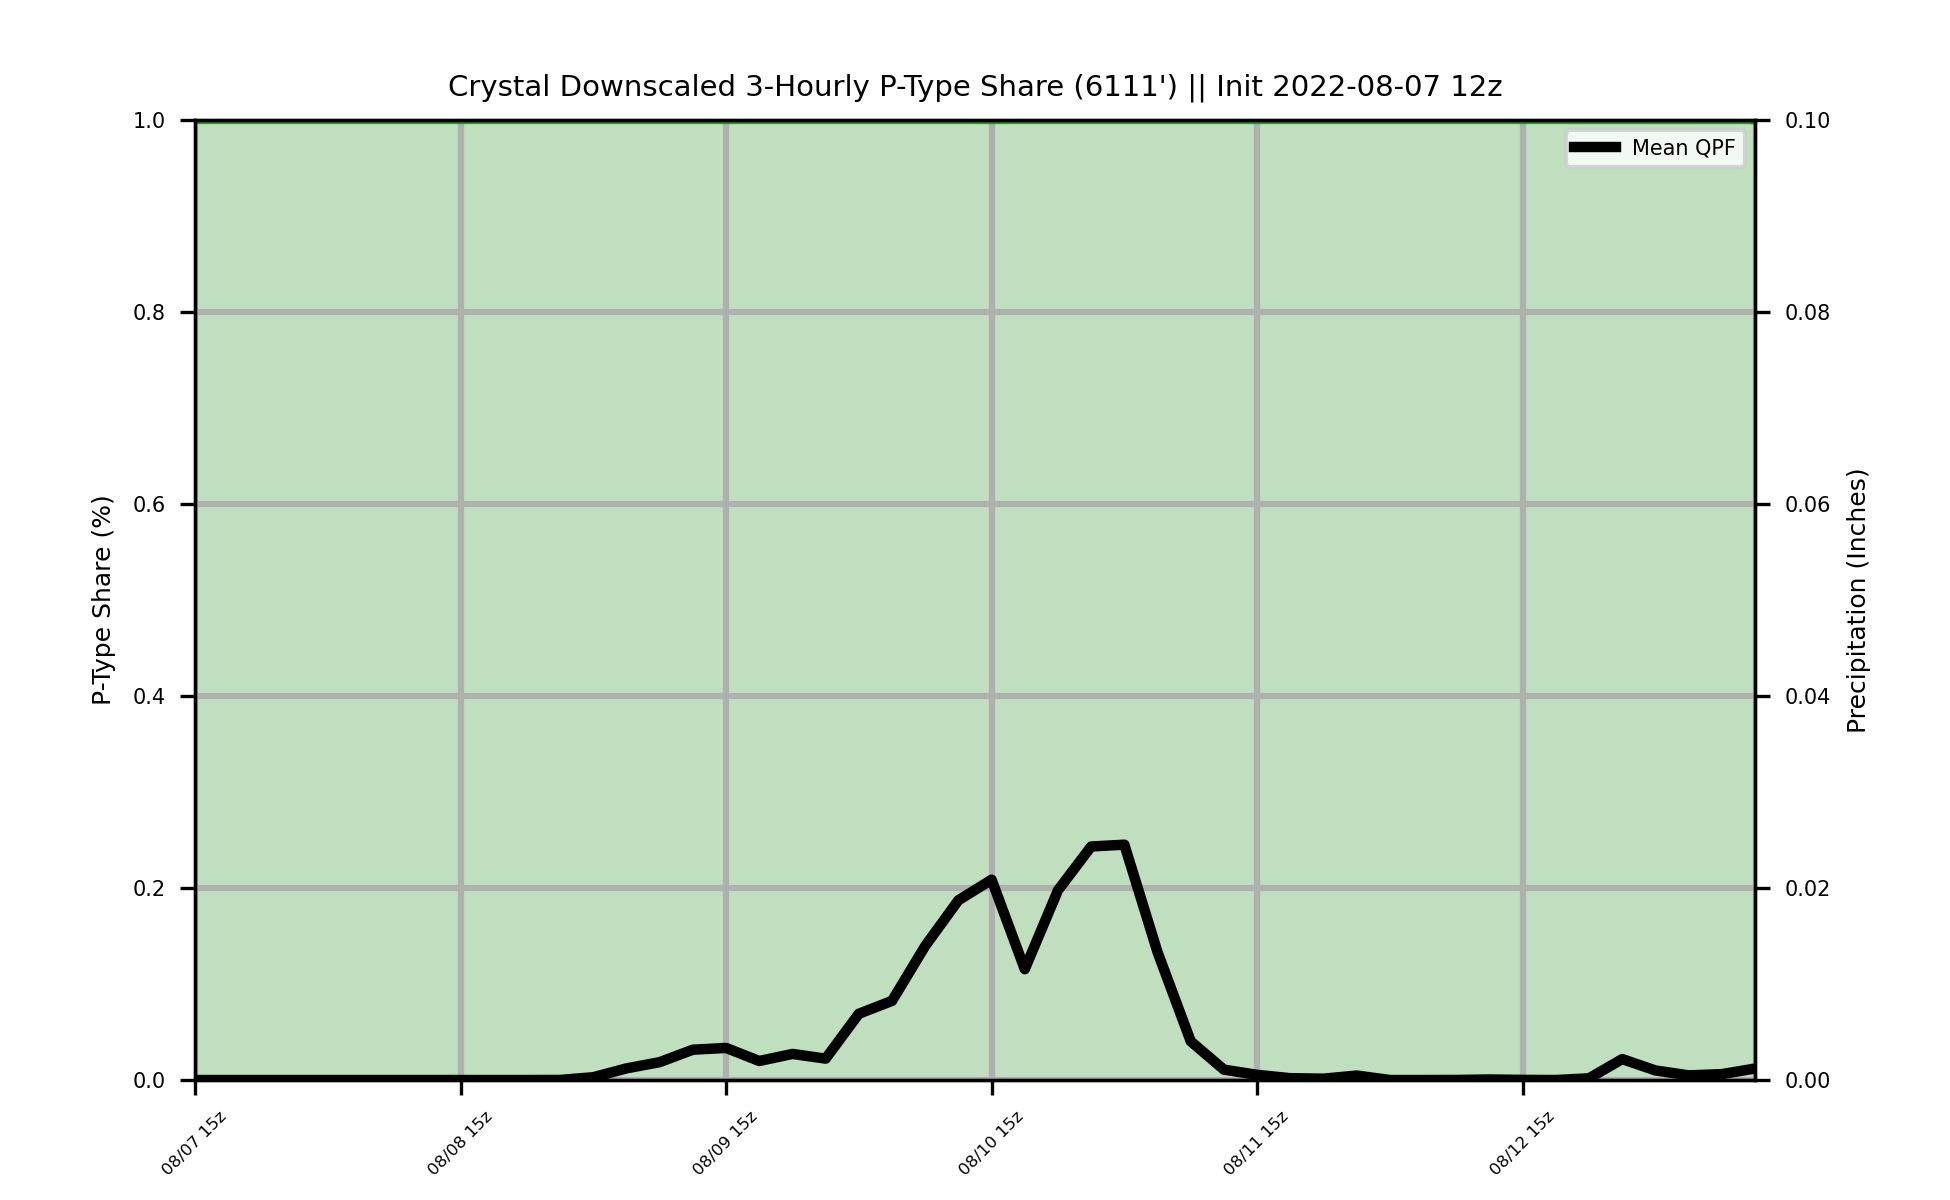 Crystal Downscaled 3-Hourly P-Type Share (6111') || Init 2022-08-07 12z
Mean QPF
P-Type Share (%)
1.0
0.8
0.6
0.4
0.2
0.0
0.10
0.08
0.06
0.04
0.02
0.00
Precipitation (Inches)
08/07 15z
08/08 15z
08/09 15z
08/10 15z
08/11 15z
08/12 15z